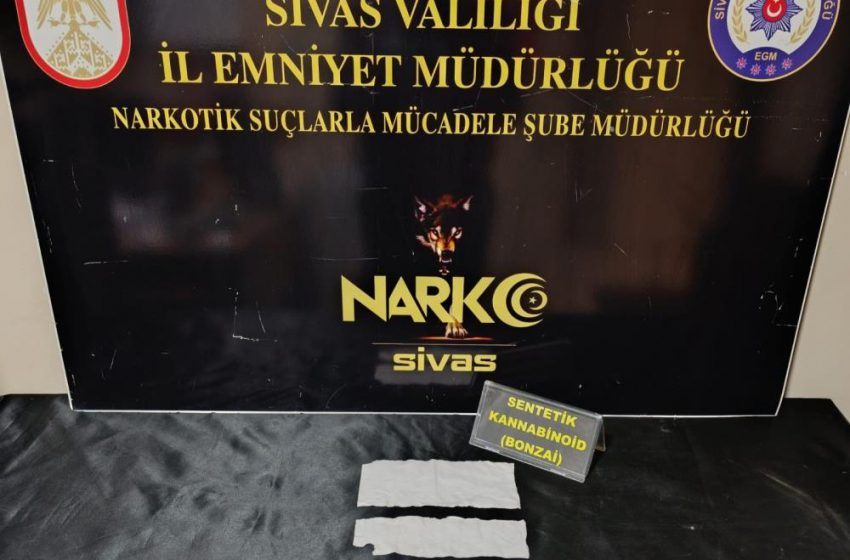 SİVAS VALİLİĞİ
İL EMNİYET MÜDÜRLÜĞÜ
NARKOTİK SUÇLARLA MÜCADELE ŞUBE MÜDÜRLÜĞÜ
EGM
NARKO
sivas
SENTETİK
KANNABİNOİD
(BONZAİ)